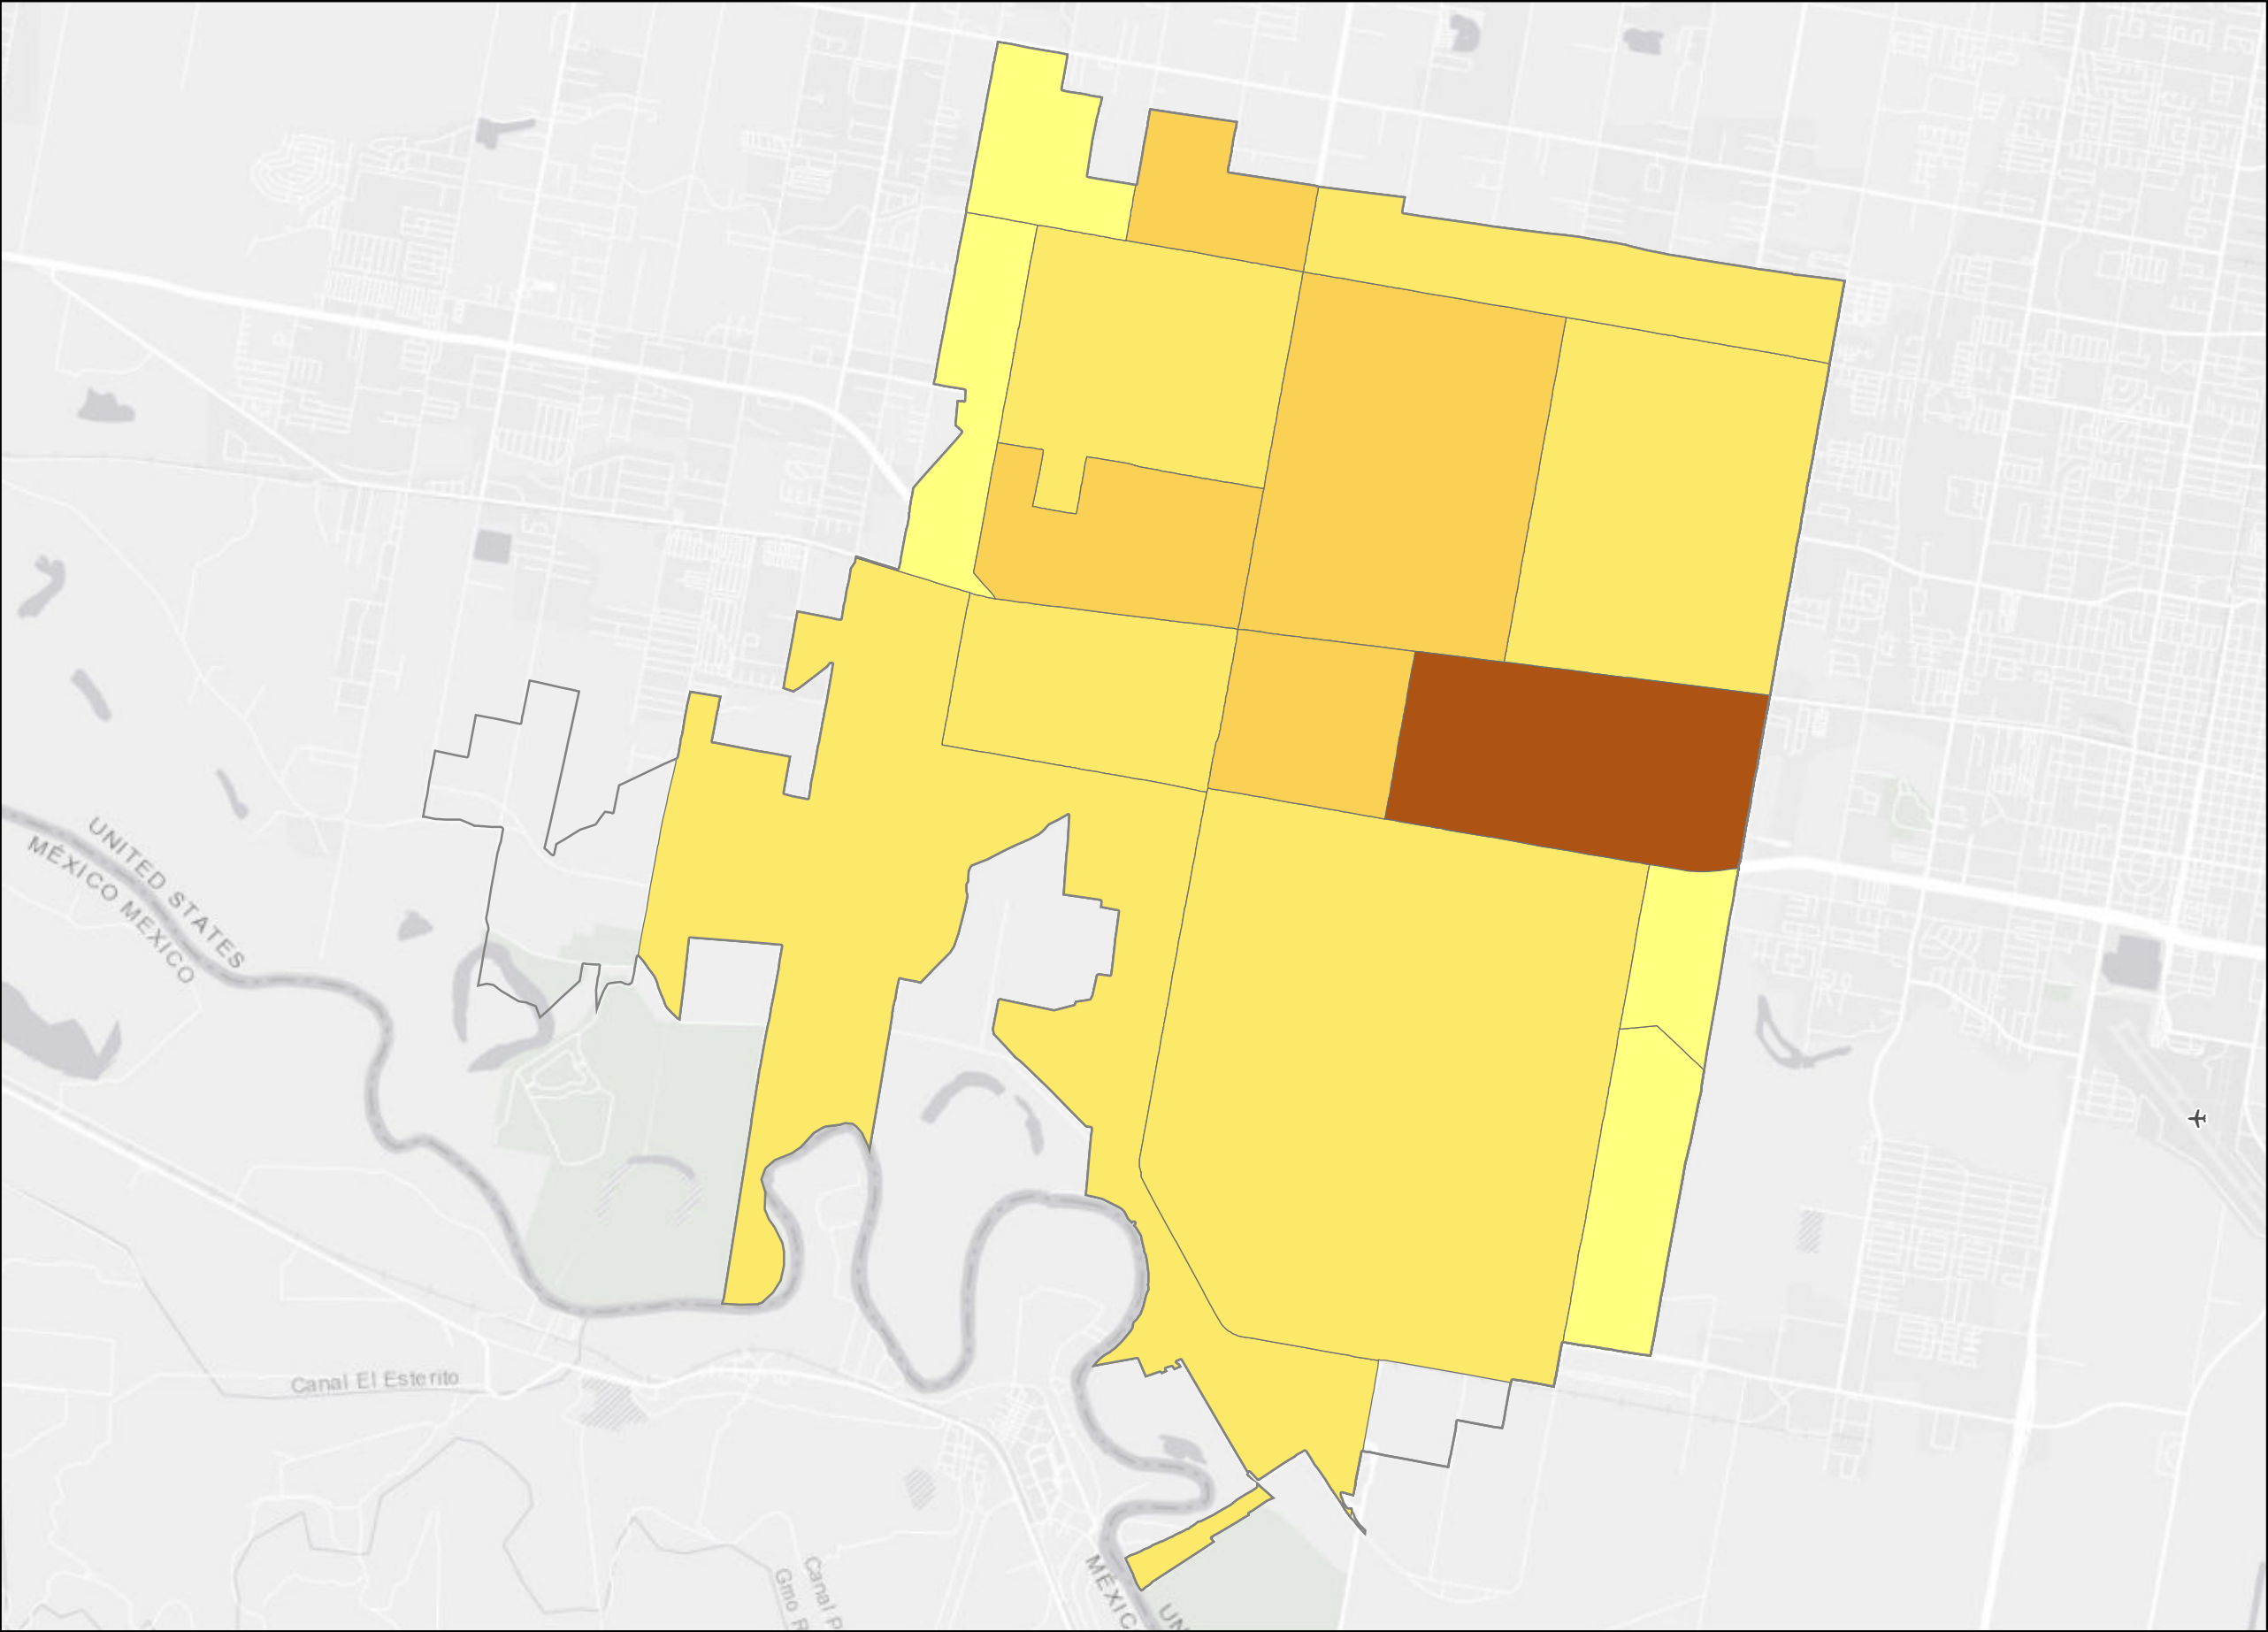 UNITED STATES
MÉXICO MEXICO
Canal El Esterito
Canal P
Gmo R
MÉXIC
UN